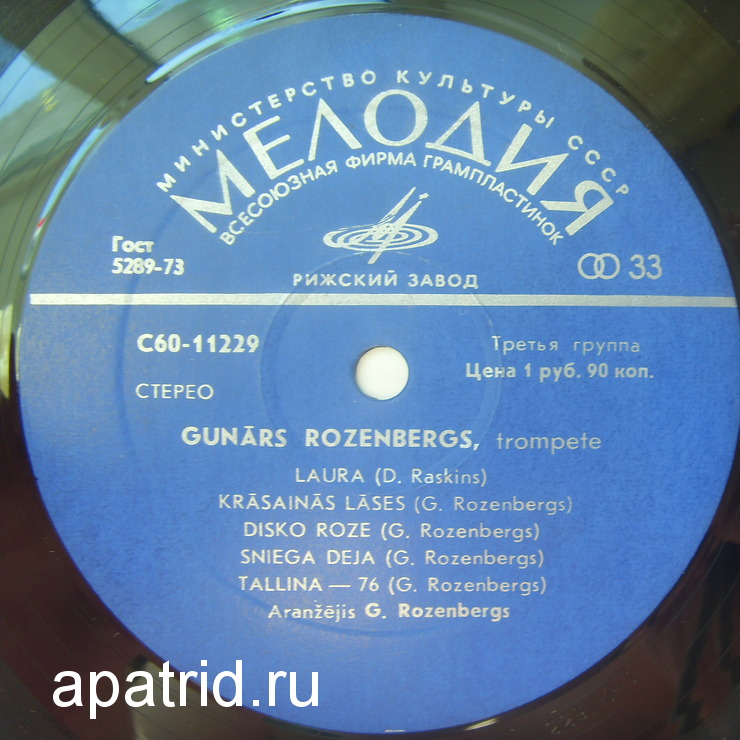 МИНИСТЕРСТВО КУЛЬТУРЫ СССР
МЕЛОДИЯ
ВСЕСОЮЗНАЯ ФИРМА ГРАМПЛАСТИНОК
Гост
5289-73
33
РИЖСКИЙ ЗАВОД
С60-11229
Третья группа
Цена 1 руб. 90 коп.
СТЕРЕО
GUNĀRS ROZENBERGS, trompete
LAURA (D. Raskins)
KRĀSAINĀS LĀSES (G. Rozenbergs)
DISKO ROZE (G. Rozenbergs)
SNIEGA DEJA (G. Rozenbergs)
TALLINA — 76 (G. Rozenbergs)
Aranžējis G. Rozenbergs
apatrid.ru